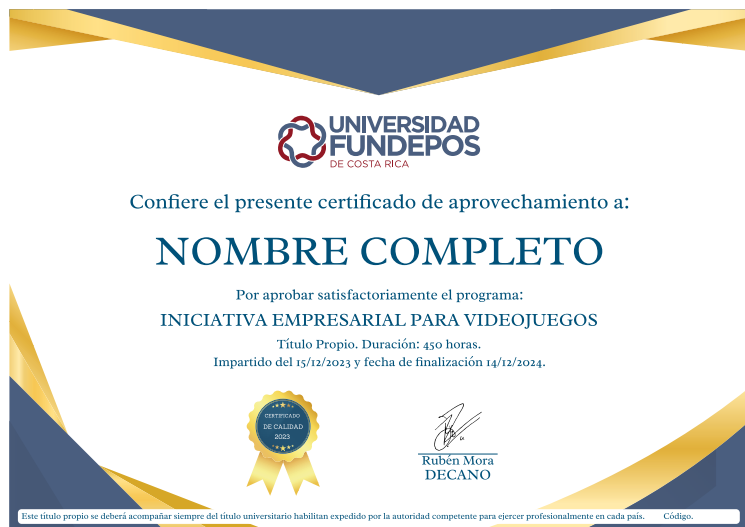 UNIVERSIDAD
FUNDEPOS
DE COSTA RICA
Confiere el presente certificado de aprovechamiento a:
NOMBRE COMPLETO
Por aprobar satisfactoriamente el programa:
INICIATIVA EMPRESARIAL PARA VIDEOJUEGOS
Título Propio. Duración: 450 horas.
Impartido del 15/12/2023 y fecha de finalización 14/12/2024.
CERTIFICADO
DE CALIDAD
2023
Rubén Mora
DECANO
Este título propio se deberá acompañar siempre del título universitario habilitan expedido por la autoridad competente para ejercer profesionalmente en cada país. Código.